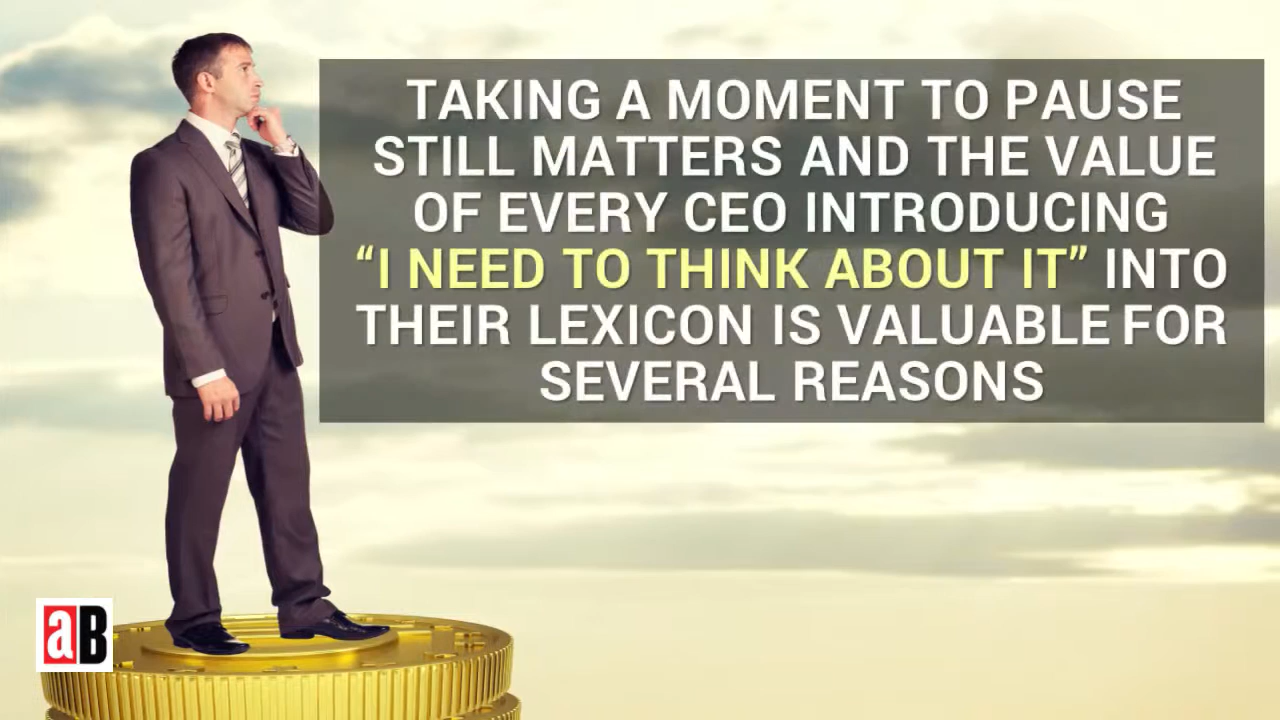 TAKING A MOMENT TO PAUSE
STILL MATTERS AND THE VALUE
OF EVERY CEO INTRODUCING
“I NEED TO THINK ABOUT IT” INTO
THEIR LEXICON IS VALUABLE FOR
SEVERAL REASONS
aB